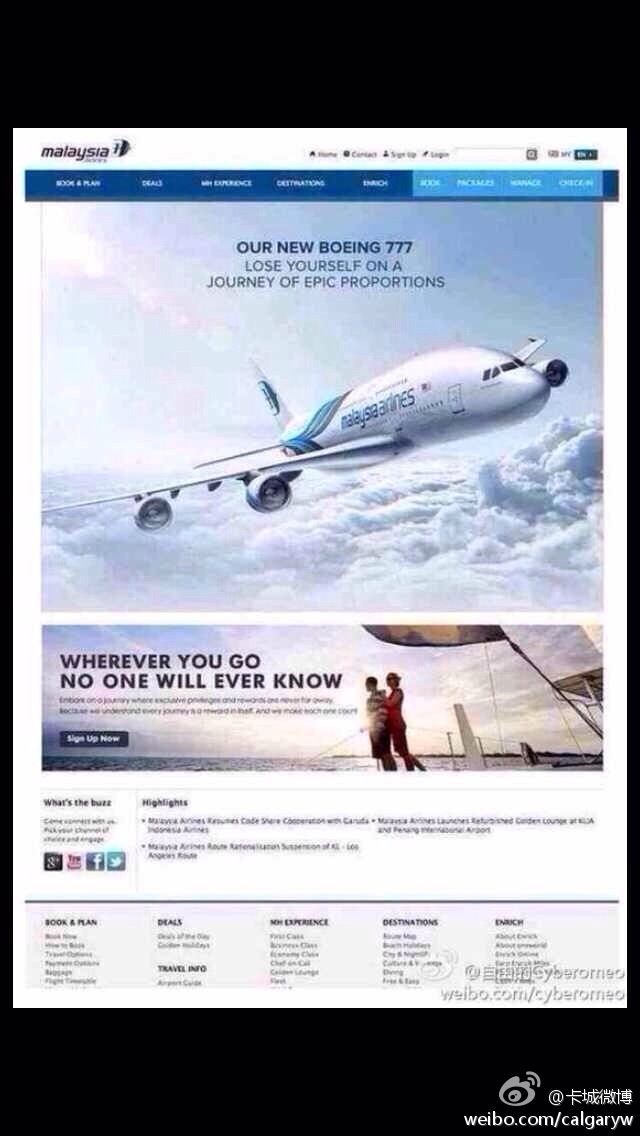 malaysia
airlines
Home Contact Sign Up Login
MY EN
BOOK & PLAN DEALS MH EXPERIENCE DESTINATIONS ENRICH BOOK PACKAGES MANAGE CHECK-IN
OUR NEW BOEING 777
LOSE YOURSELF ON A
JOURNEY OF EPIC PROPORTIONS
malaysia airlines
WHEREVER YOU GO
NO ONE WILL EVER KNOW
Embark on a journey where exclusive privileges and rewards are never far away.
Because we understand every journey is a reward in itself. And we make each one count
Sign Up Now
What's the buzz
Come connect with us.
Pick your channel of
choice and engage.
g+ You f
Highlights
Malaysia Airlines Resumes Code Share Cooperation with Garuda
Indonesia Airlines
Malaysia Airlines Route Rationalisation Suspension of KL - Los
Angeles Route
Malaysia Airlines Launches Refurbished Golden Lounge at KLIA
and Penang International Airport
BOOK & PLAN
Book Now
How to Book
Travel Options
Payment Options
Baggage
Flight Timetable
DEALS
Deals of the Day
Golden Holidays
TRAVEL INFO
Airport Guide
MH EXPERIENCE
First Class
Business Class
Economy Class
Chef-on-Call
Golden Lounge
Fleet
DESTINATIONS
Route Map
Beach Holidays
City & Nightlife
Culture &
Diving
Free & Easy
ENRICH
About Enrich
About oneworld
Enrich Online
Earn Enrich Miles
@自由的Cyberomeo
weibo.com/cyberomeo
@卡城微博
weibo.com/calgaryw